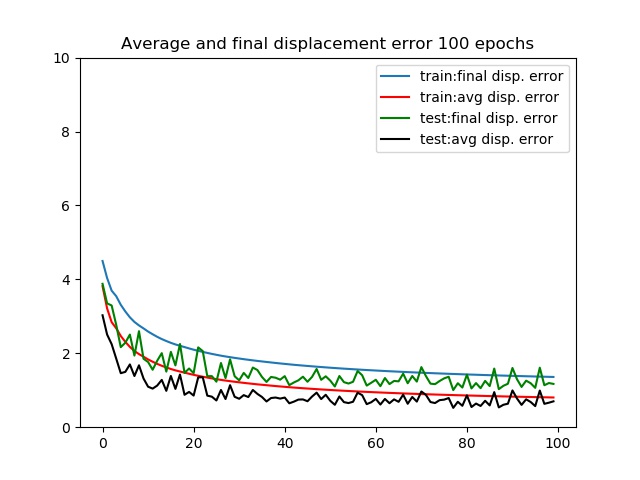 Average and final displacement error 100 epochs
10
8
6
4
2
0
train:final disp. error
train:avg disp. error
test:final disp. error
test:avg disp. error
0
20
40
60
80
100